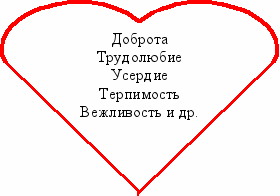 Доброта
Трудолюбие
Усердие
Терпимость
Вежливость и др.